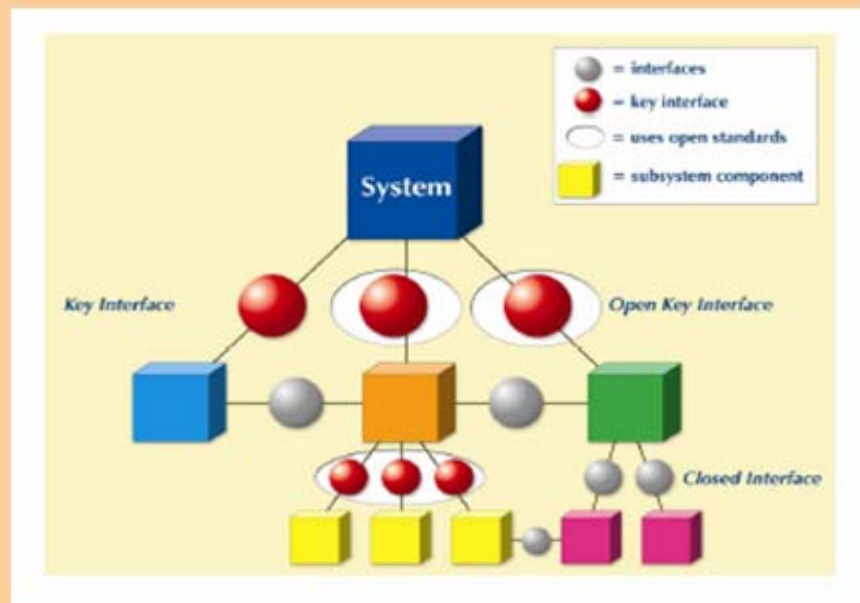 = interfaces
= key interface
= uses open standards
= subsystem component
System
Key Interface
Open Key Interface
Closed Interface